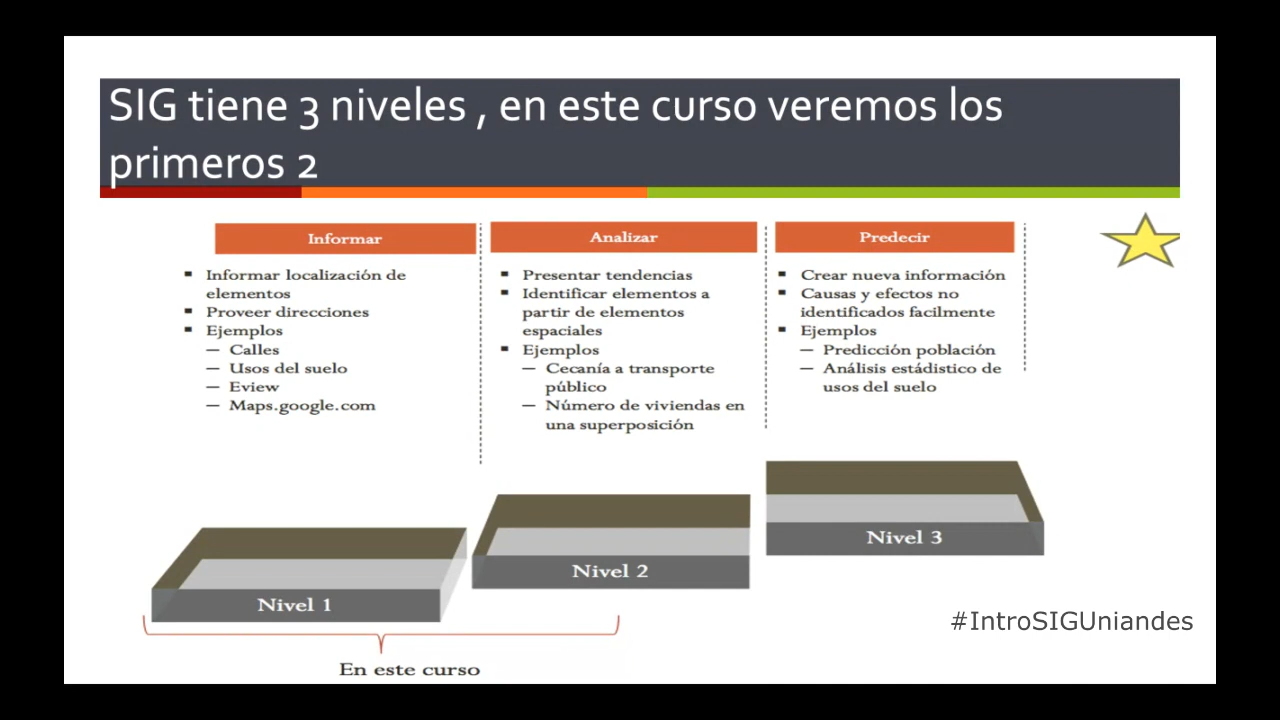 SIG tiene 3 niveles , en este curso veremos los
primeros 2
Informar
Informar localización de
elementos
Proveer direcciones
Ejemplos
— Calles
— Usos del suelo
— Eview
— Maps.google.com
Analizar
Presentar tendencias
Identificar elementos a
partir de elementos
espaciales
Ejemplos
— Cecanía a transporte
público
— Número de viviendas en
una superposición
Predecir
Crear nueva información
Causas y efectos no
identificados facilmente
Ejemplos
— Predicción población
— Análisis estádistico de
usos del suelo
Nivel 1
Nivel 2
Nivel 3
En este curso
#IntroSIGUniandes